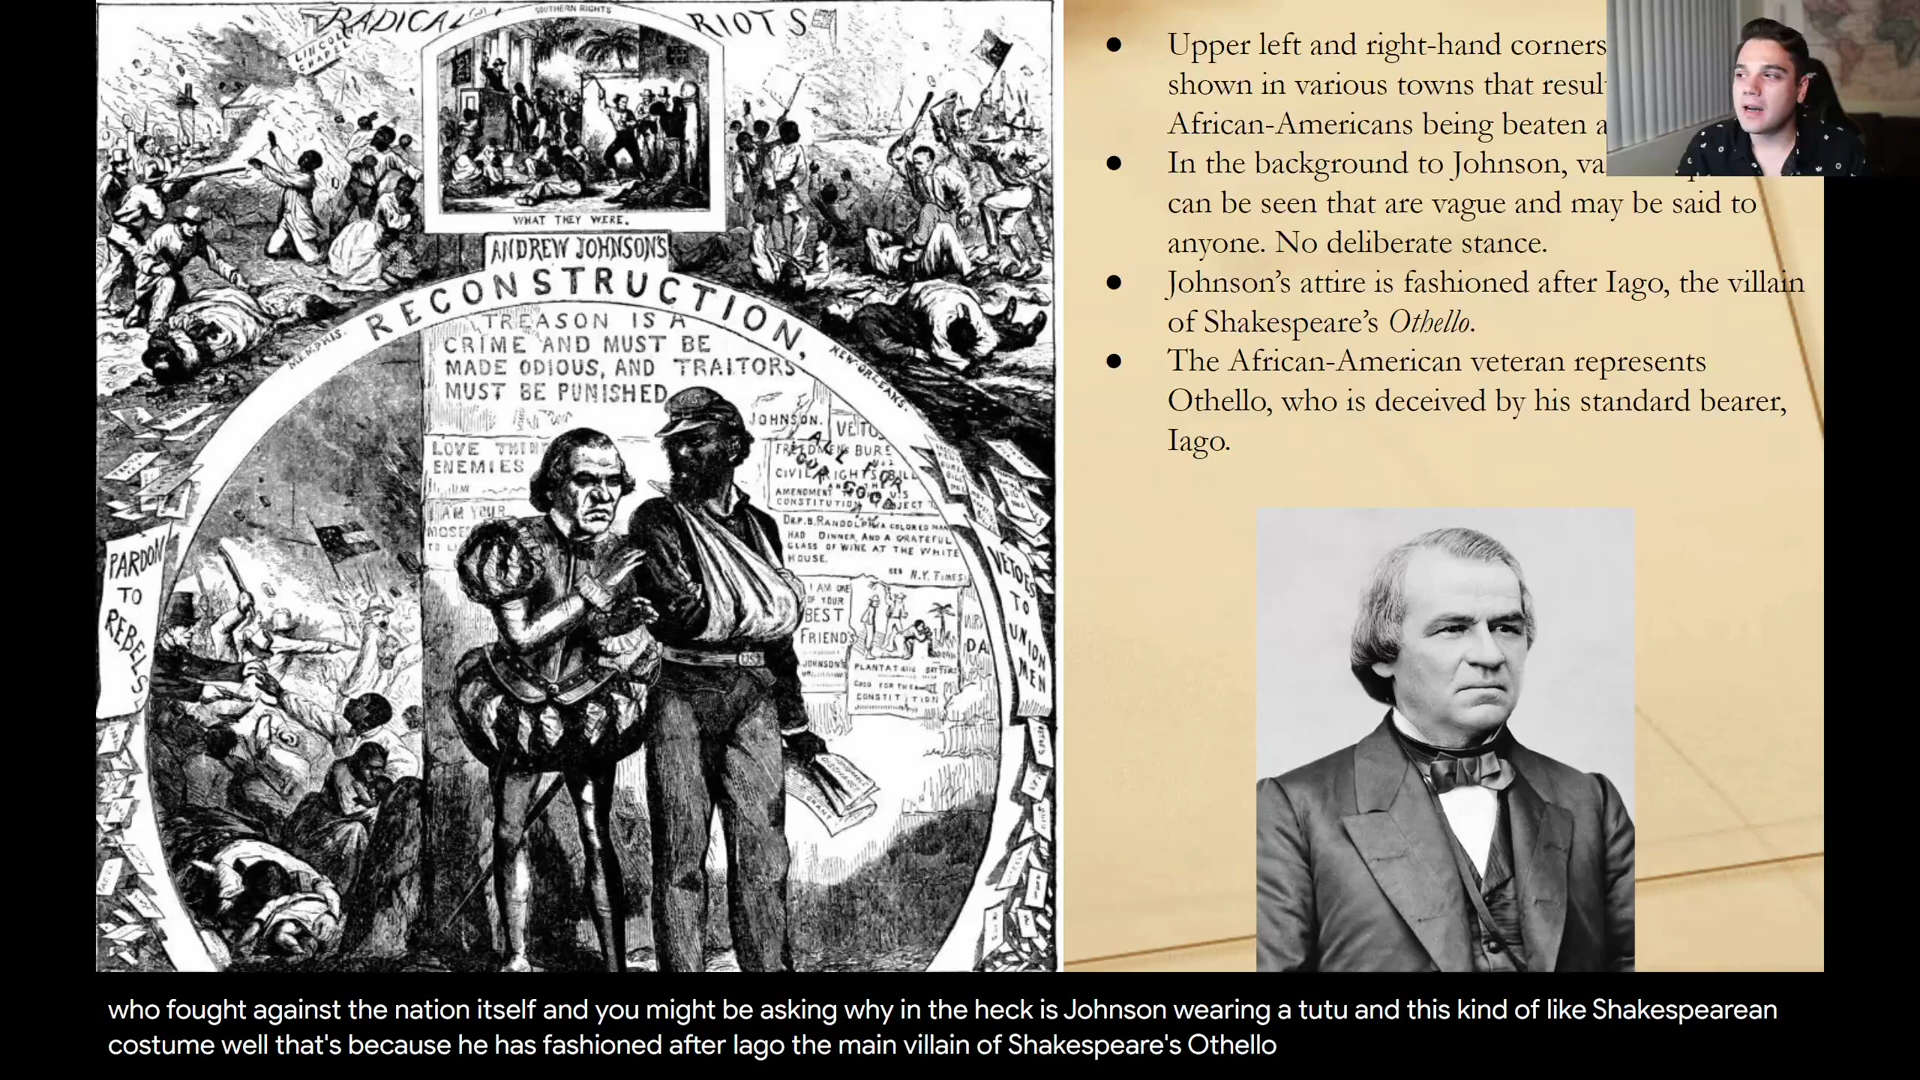 RADICAL
RIOTS
SOUTHERN RIGHTS
LINCOLN
CHAPEL
WHAT THEY WERE.
ANDREW JOHNSON'S
RECONSTRUCTION,
MEMPHIS.
NEW ORLEANS.
TREASON IS A
CRIME AND MUST BE
MADE ODIOUS, AND TRAITORS
MUST BE PUNISHED
JOHNSON.
LOVE THINE
ENEMIES
I AM YOUR
MOSES
VETO
FREEDMEN BURE
CIVIL RIGHTS BILL
AMENDMENT TO U.S
CONSTITUTION
DR P.B. RANDOLPH A COLORED MAN
HAD DINNER AND A GRATEFUL
GLASS OF WINE AT THE WHITE
HOUSE.
N.Y. TIMES
I AM ONE
OF YOUR
BEST
FRIENDS
JOHNSON'S
PLANTATION
CONSTITUTION
US
PARDON
TO
REBELS
VETOES
TO
UNION
MEN
Upper left and right-hand corners
shown in various towns that
African-Americans being beaten
In the background to Johnson,
can be seen that are vague and may be said to
anyone. No deliberate stance.
Johnson's attire is fashioned after Iago, the villain
of Shakespeare's Othello.
The African-American veteran represents
Othello, who is deceived by his standard bearer,
Iago.
who fought against the nation itself and you might be asking why in the heck is Johnson wearing a tutu and this kind of like Shakespearean
costume well that's because he has fashioned after Iago the main villain of Shakespeare's Othello